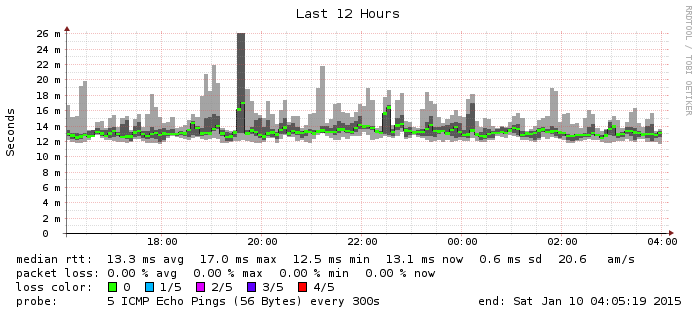 Last 12 Hours
RRDTOOL / TOBI OETIKER
Seconds
26 m
24 m
22 m
20 m
18 m
16 m
14 m
12 m
10 m
8 m
6 m
4 m
2 m
0
18:00 20:00 22:00 00:00 02:00 04:00
median rtt: 13.3 ms avg 17.0 ms max 12.5 ms min 13.1 ms now 0.6 ms sd 20.6 am/s
packet loss: 0.00 % avg 0.00 % max 0.00 % min 0.00 % now
loss color: 0 1/5 2/5 3/5 4/5
probe: 5 ICMP Echo Pings (56 Bytes) every 300s end: Sat Jan 10 04:05:19 2015